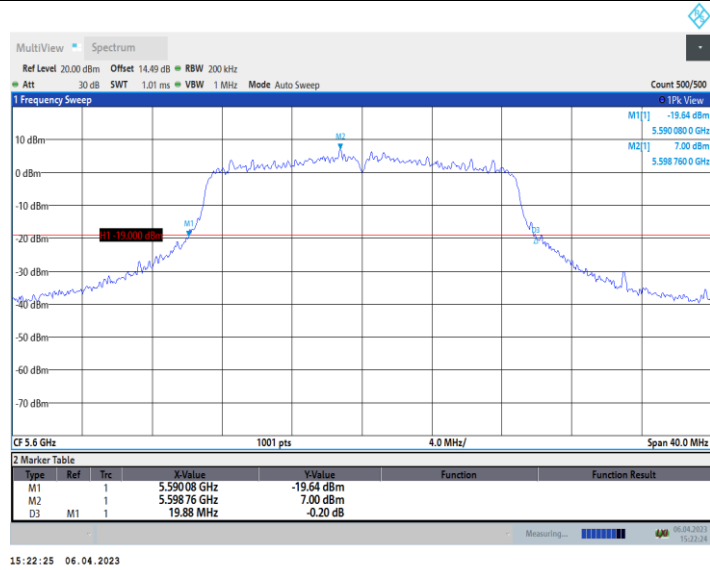 R&S
MultiView Spectrum
Ref Level 20.00 dBm Offset 14.49 dB RBW 200 kHz
Att 30 dB SWT 1.01 ms VBW 1 MHz Mode Auto Sweep Count 500/500
1 Frequency Sweep 1Pk View
M1[1] -19.64 dBm
5.590 080 0 GHz
M2[1] 7.00 dBm
5.598 760 0 GHz
M2
10 dBm
0 dBm
-10 dBm
M1
H1 -19.000 dBm
D3
-20 dBm
-30 dBm
-40 dBm
-50 dBm
-60 dBm
-70 dBm
CF 5.6 GHz 1001 pts 4.0 MHz/ Span 40.0 MHz
2 Marker Table
Type Ref Trc X-Value Y-Value Function Function Result
M1 1 5.590 08 GHz -19.64 dBm
M2 1 5.598 76 GHz 7.00 dBm
D3 M1 1 19.88 MHz -0.20 dB
Measuring... 06.04.2023
15:22:24
15:22:25 06.04.2023